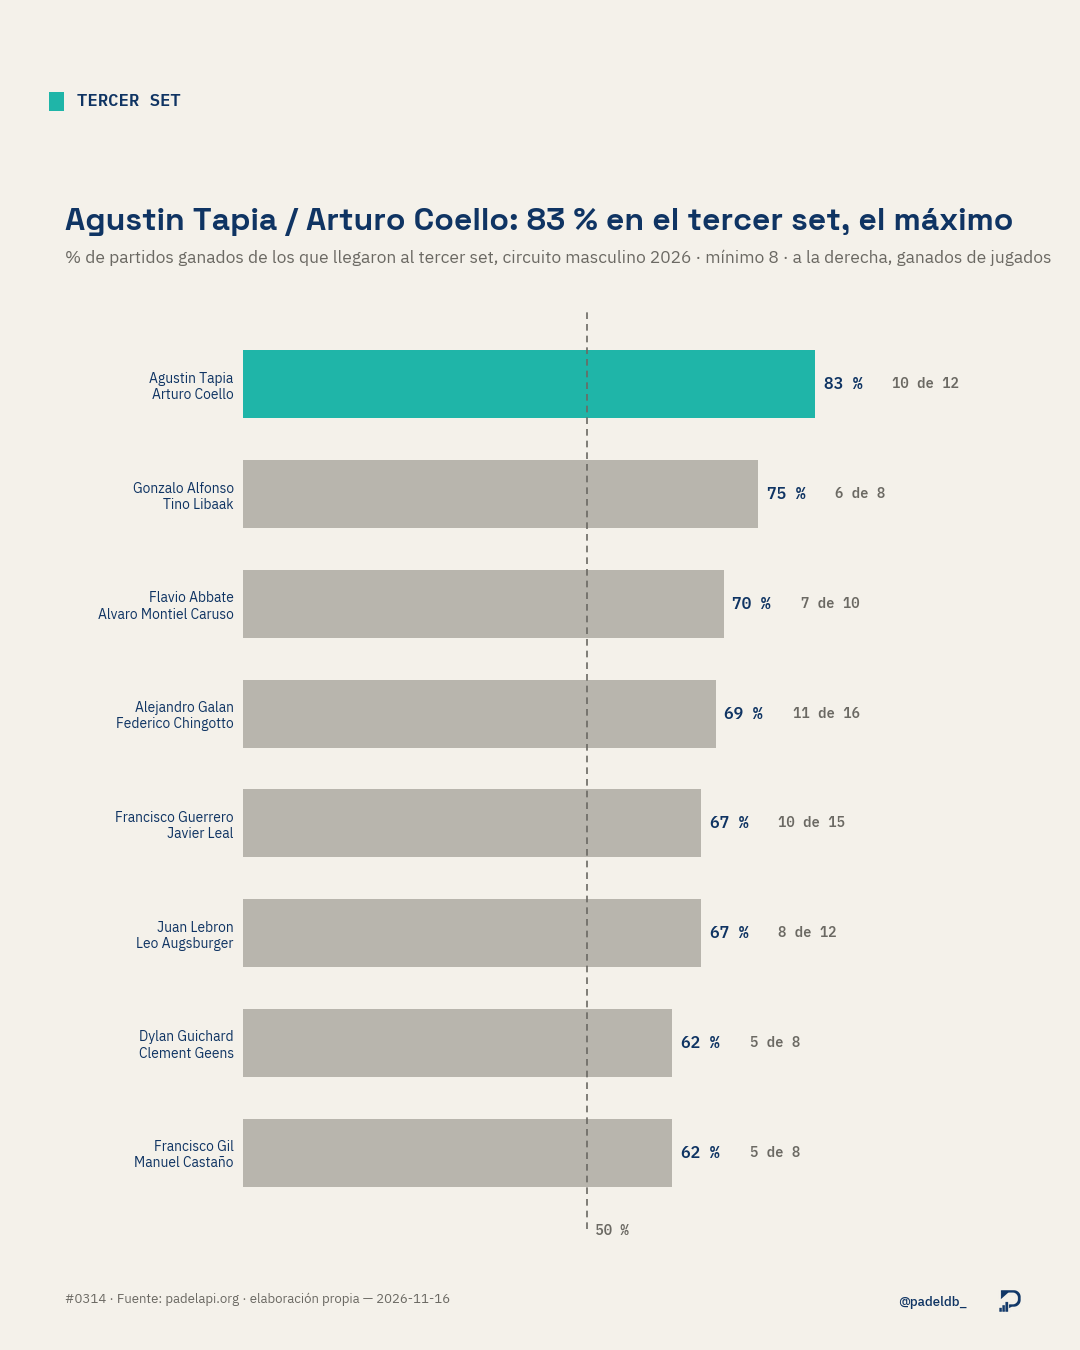 TERCER SET
Agustin Tapia / Arturo Coello: 83 % en el tercer set, el máximo
% de partidos ganados de los que llegaron al tercer set, circuito masculino 2026 · mínimo 8 · a la derecha, ganados de jugados
Agustin Tapia
Arturo Coello
83 % 10 de 12
Gonzalo Alfonso
Tino Libaak
75 % 6 de 8
Flavio Abbate
Alvaro Montiel Caruso
70 % 7 de 10
Alejandro Galan
Federico Chingotto
69 % 11 de 16
Francisco Guerrero
Javier Leal
67 % 10 de 15
Juan Lebron
Leo Augsburger
67 % 8 de 12
Dylan Guichard
Clement Geens
62 % 5 de 8
Francisco Gil
Manuel Castaño
62 % 5 de 8
50 %
#0314 · Fuente: padelapi.org · elaboración propia — 2026-11-16
@padeldb_